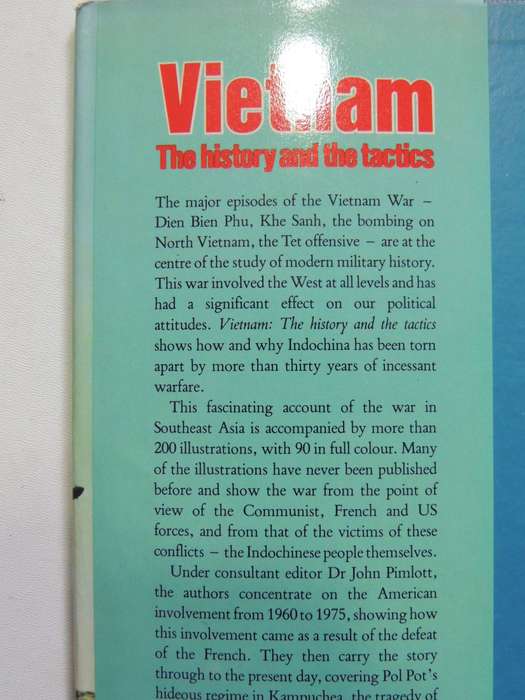 Vietnam
The history and the tactics
The major episodes of the Vietnam War –
Dien Bien Phu, Khe Sanh, the bombing on
North Vietnam, the Tet offensive – are at the
centre of the study of modern military history.
This war involved the West at all levels and has
had a significant effect on our political
attitudes. Vietnam: The history and the tactics
shows how and why Indochina has been torn
apart by more than thirty years of incessant
warfare.
This fascinating account of the war in
Southeast Asia is accompanied by more than
200 illustrations, with 90 in full colour. Many
of the illustrations have never been published
before and show the war from the point of
view of the Communist, French and US
forces, and from that of the victims of these
conflicts – the Indochinese people themselves.
Under consultant editor Dr John Pimlott,
the authors concentrate on the American
involvement from 1960 to 1975, showing how
this involvement came as a result of the defeat
of the French. They then carry the story
through to the present day, covering Pol Pot's
hideous regime in Kampuchea, the tragedy of